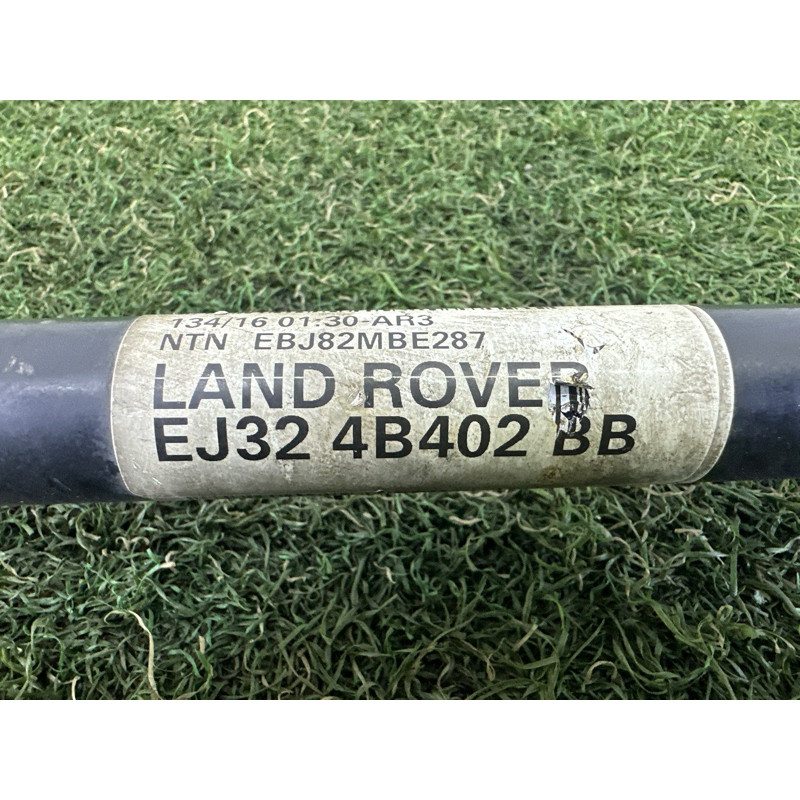 134/16 01:30-AR3
NTN EBJ82MBE287
LAND ROVER
EJ32 4B402 BB